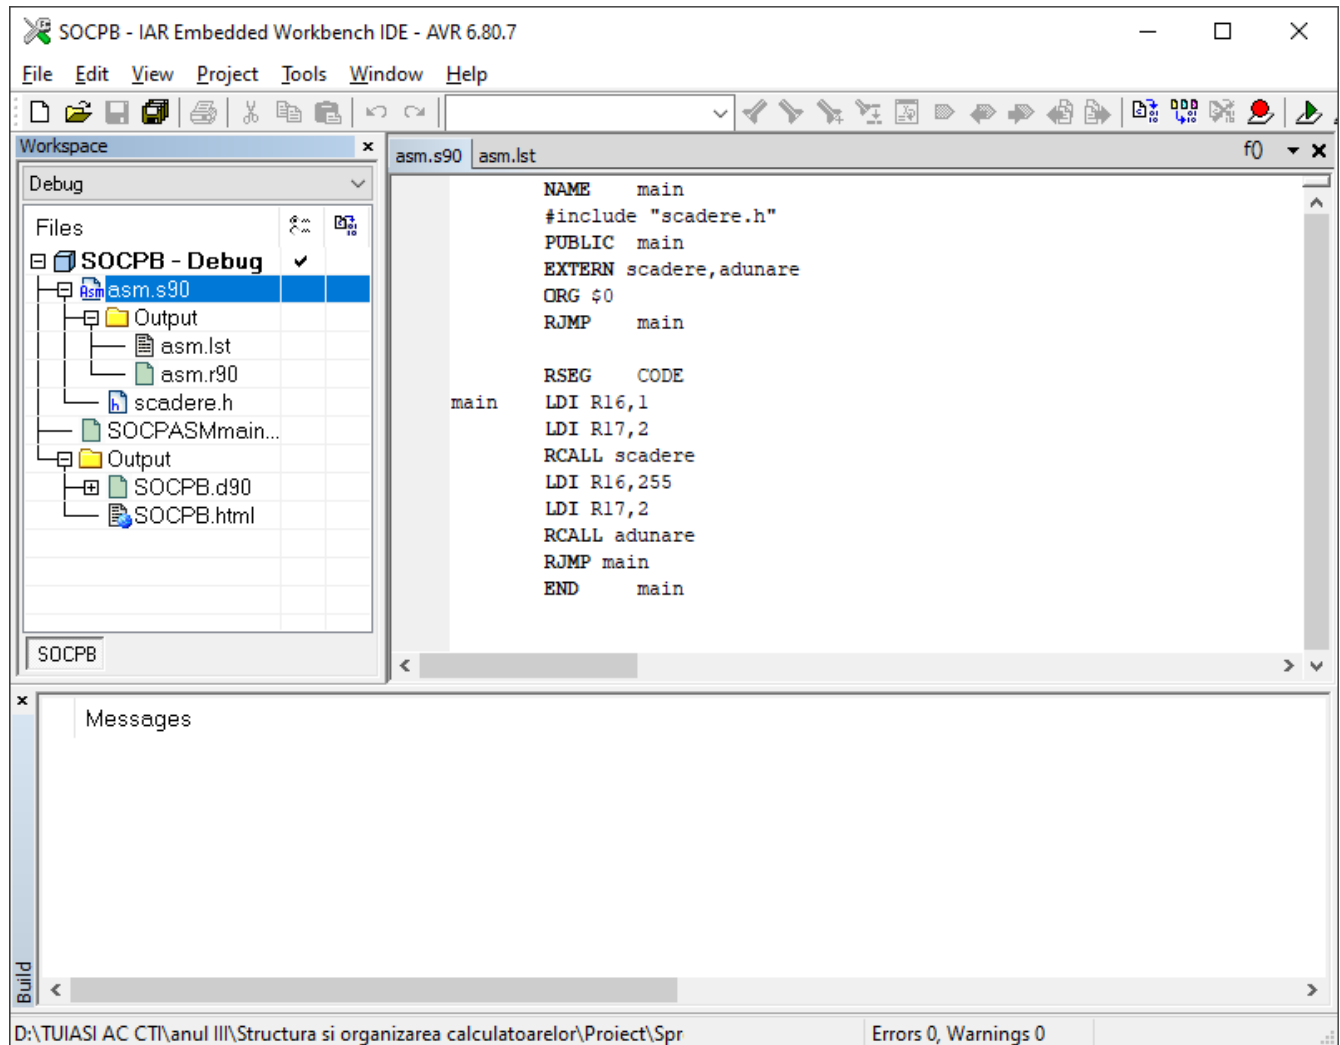 SOCPB - IAR Embedded Workbench IDE - AVR 6.80.7
File Edit View Project Tools Window Help
Workspace
asm.s90 asm.lst
f()
Debug
Files
SOCPB - Debug
asm.s90
Output
asm.lst
asm.r90
scadere.h
SOCPASMmain...
Output
SOCPB.d90
SOCPB.html
SOCPB
NAME main
#include "scadere.h"
PUBLIC main
EXTERN scadere,adunare
ORG $0
RJMP main
RSEG CODE
main LDI R16,1
LDI R17,2
RCALL scadere
LDI R16,255
LDI R17,2
RCALL adunare
RJMP main
END main
Messages
Build
D:\TUIASI AC CTI\anul III\Structura si organizarea calculatoarelor\Proiect\Spr
Errors 0, Warnings 0